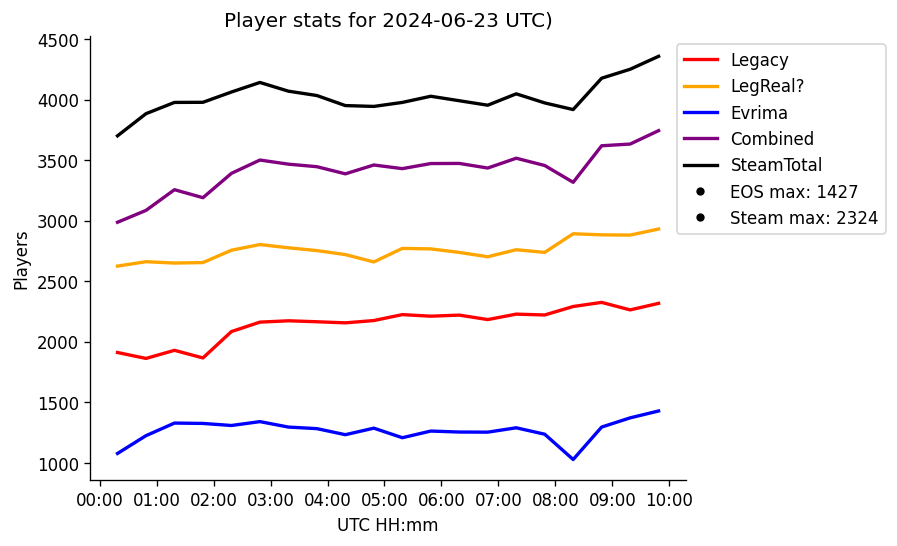 Player stats for 2024-06-23 UTC)
4500
4000
3500
3000
2500
2000
1500
1000
Players
00:00 01:00 02:00 03:00 04:00 05:00 06:00 07:00 08:00 09:00 10:00
UTC HH:mm
Legacy
LegReal?
Evrima
Combined
SteamTotal
EOS max: 1427
Steam max: 2324